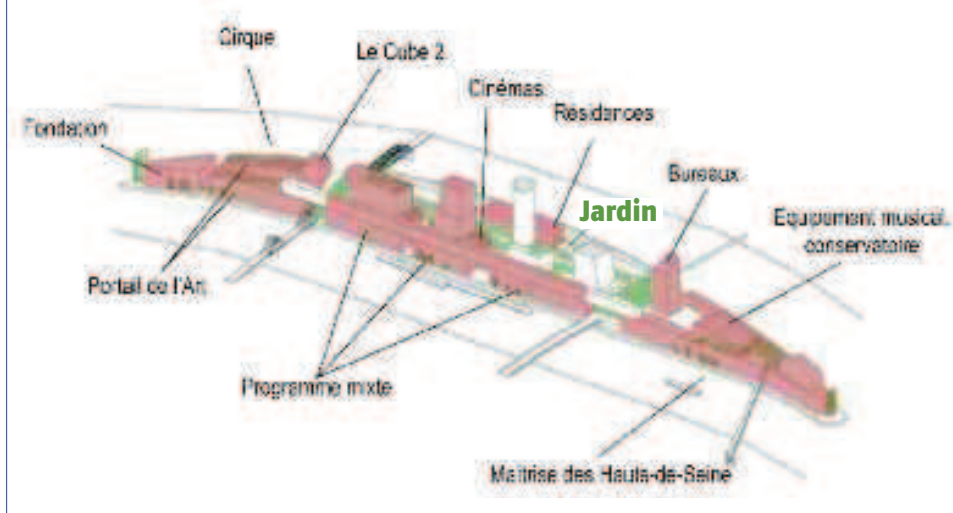 Cirque
Le Cube 2
Cinémas
Résidences
Fondation
Bureaux
Jardin
Equipement musical,
conservatoire
Portail de l'Art
Programme mixte
Maîtrise des Hauts-de-Seine